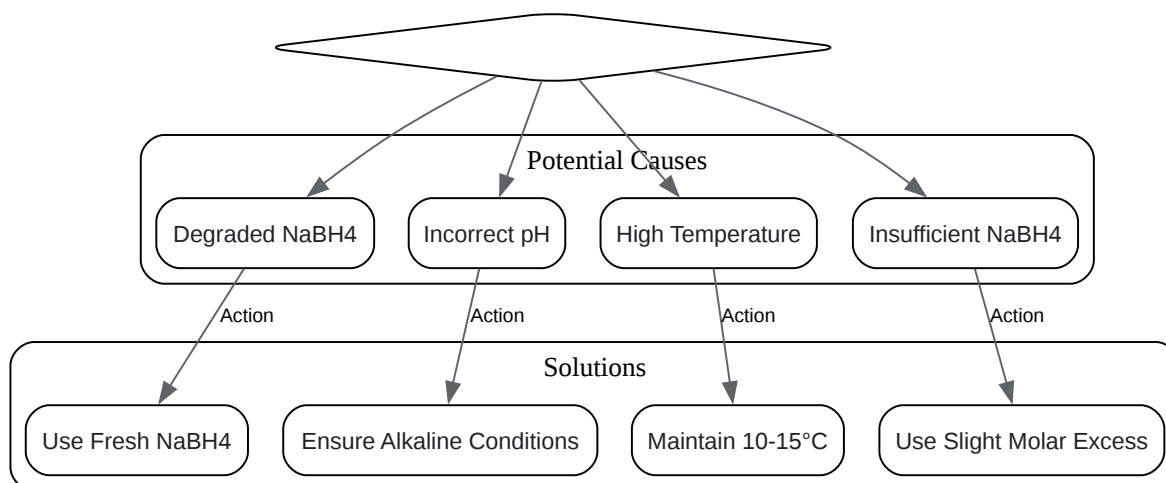 Potential Causes
Degraded NaBH4
Incorrect pH
High Temperature
Insufficient NaBH4
Action
Action
Action
Action
Solutions
Use Fresh NaBH4
Ensure Alkaline Conditions
Maintain 10-15°C
Use Slight Molar Excess